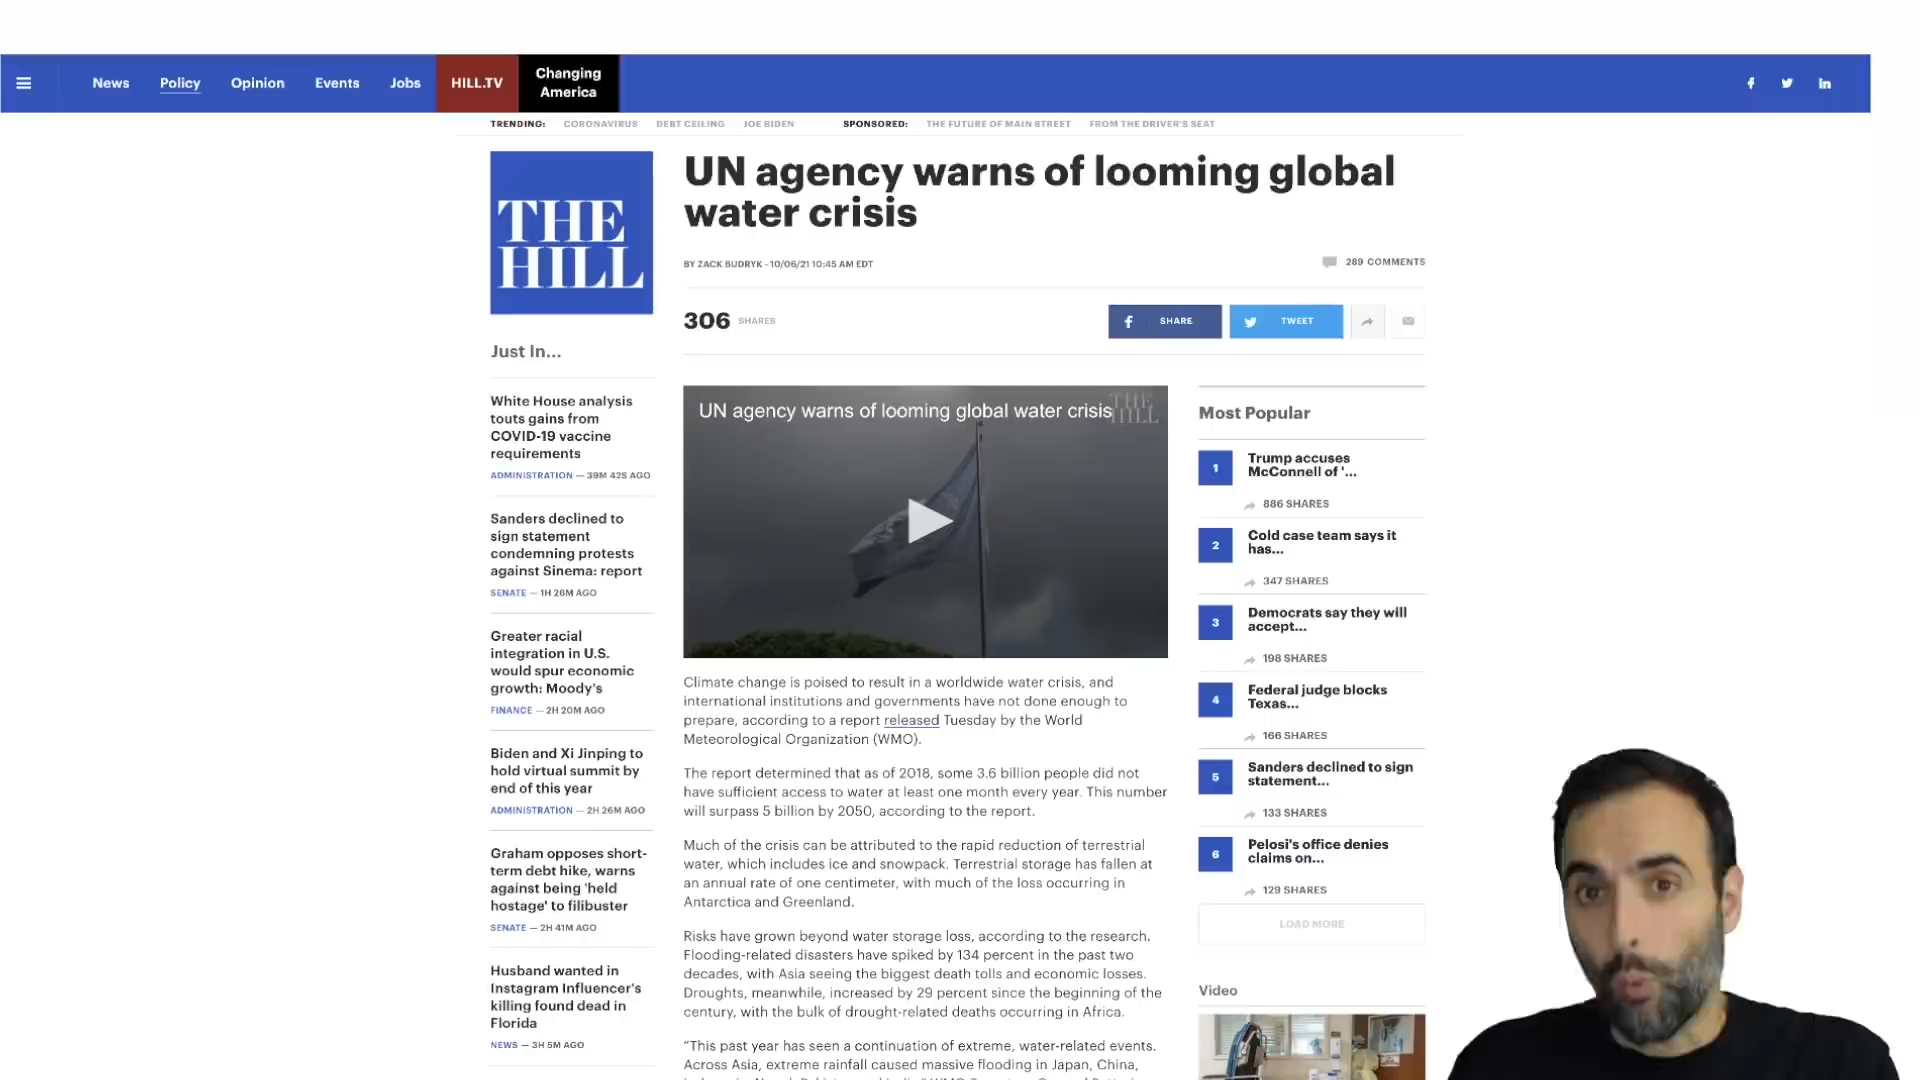 News Policy Opinion Events Jobs HILL.TV Changing America
TRENDING: CORONAVIRUS DEBT CEILING JOE BIDEN SPONSORED: THE FUTURE OF MAIN STREET FROM THE DRIVER'S SEAT
THE
HILL
UN agency warns of looming global
water crisis
BY ZACK BUDRYK - 10/06/21 10:45 AM EDT
289 COMMENTS
306 SHARES
SHARE
TWEET
Just In...
White House analysis
touts gains from
COVID-19 vaccine
requirements
ADMINISTRATION — 39M 42S AGO
Sanders declined to
sign statement
condemning protests
against Sinema: report
SENATE — 1H 26M AGO
Greater racial
integration in U.S.
would spur economic
growth: Moody's
FINANCE — 2H 20M AGO
Biden and Xi Jinping to
hold virtual summit by
end of this year
ADMINISTRATION — 2H 26M AGO
Graham opposes short-
term debt hike, warns
against being 'held
hostage' to filibuster
SENATE — 2H 41M AGO
Husband wanted in
Instagram Influencer's
killing found dead in
Florida
NEWS — 3H 5M AGO
UN agency warns of looming global water crisis
THE
HILL
Climate change is poised to result in a worldwide water crisis, and
international institutions and governments have not done enough to
prepare, according to a report released Tuesday by the World
Meteorological Organization (WMO).
The report determined that as of 2018, some 3.6 billion people did not
have sufficient access to water at least one month every year. This number
will surpass 5 billion by 2050, according to the report.
Much of the crisis can be attributed to the rapid reduction of terrestrial
water, which includes ice and snowpack. Terrestrial storage has fallen at
an annual rate of one centimeter, with much of the loss occurring in
Antarctica and Greenland.
Risks have grown beyond water storage loss, according to the research.
Flooding-related disasters have spiked by 134 percent in the past two
decades, with Asia seeing the biggest death tolls and economic losses.
Droughts, meanwhile, increased by 29 percent since the beginning of the
century, with the bulk of drought-related deaths occurring in Africa.
“This past year has seen a continuation of extreme, water-related events.
Across Asia, extreme rainfall caused massive flooding in Japan, China,
Most Popular
1 Trump accuses
McConnell of '...
886 SHARES
2 Cold case team says it
has...
347 SHARES
3 Democrats say they will
accept...
198 SHARES
4 Federal judge blocks
Texas...
166 SHARES
5 Sanders declined to sign
statement...
133 SHARES
6 Pelosi's office denies
claims on...
129 SHARES
LOAD MORE
Video